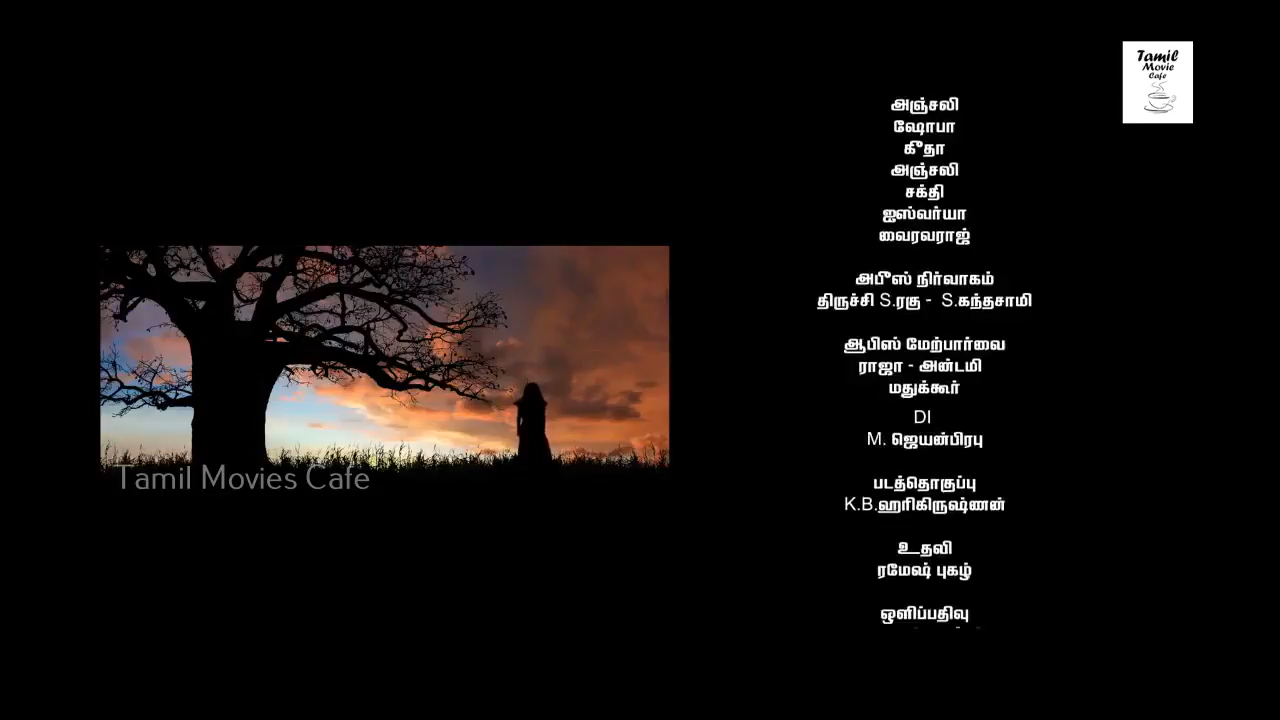 Tamil
Movie
Cafe
அஞ்சலி
ஷோபா
கீதா
அஞ்சலி
சக்தி
ஐஸ்வர்யா
வைரவராஜ்
அபீஸ் நிர்வாகம்
திருச்சி S.ரகு - S.கந்தசாமி
ஆபிஸ் மேற்பார்வை
ராஜா - அன்டமி
மதுக்கூர்
DI
M. ஜெயன்பிரபு
படத்தொகுப்பு
K.B.ஹரிகிருஷ்ணன்
உதலி
ரமேஷ் புகழ்
ஒளிப்பதிவு
Tamil Movies Cafe